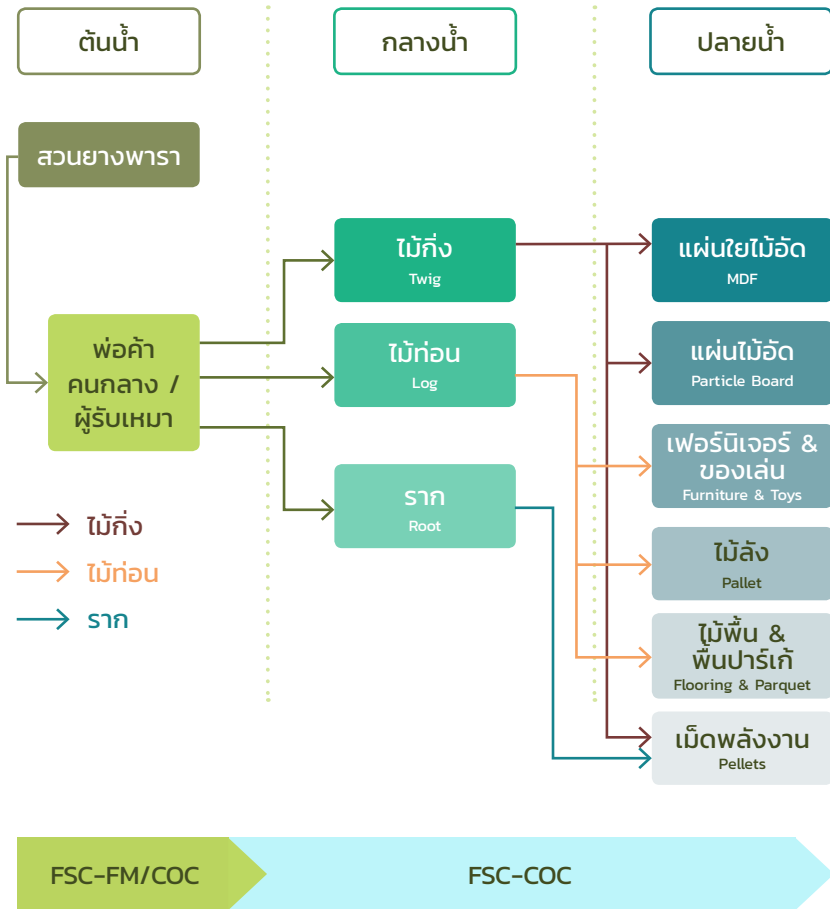 ต้นน้ำ
กลางน้ำ
ปลายน้ำ
สวนยางพารา
พ่อค้า
คนกลาง /
ผู้รับเหมา
ไม้กิ่ง
Twig
ไม้ท่อน
Log
ราก
Root
แผ่นใยไม้อัด
MDF
แผ่นไม้อัด
Particle Board
เฟอร์นิเจอร์ &
ของเล่น
Furniture & Toys
ไม้ลัง
Pallet
ไม้พื้น &
พื้นปาร์เก้
Flooring & Parquet
เม็ดพลังงาน
Pellets
ไม้กิ่ง
ไม้ท่อน
ราก
FSC-FM/COC
FSC-COC